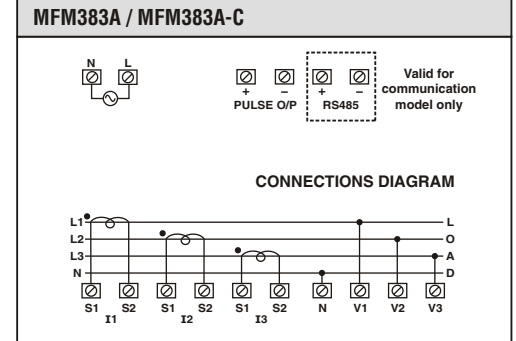 MFM383A / MFM383A-C
N L
+ – + –
PULSE O/P RS485
Valid for
communication
model only
CONNECTIONS DIAGRAM
L1 L
L2 O
L3 A
N D
S1 S2 S1 S2 S1 S2 N V1 V2 V3
I1 I2 I3